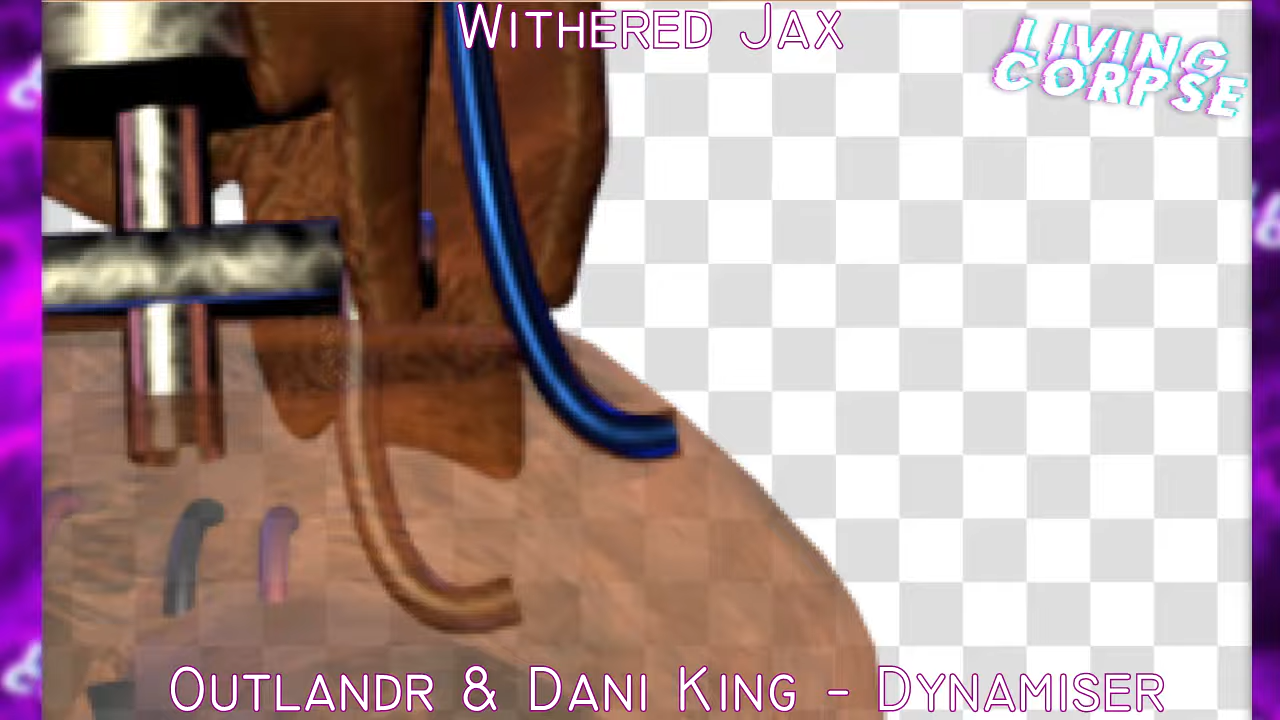 Withered Jax
LIVING
CORPSE
Outlandr & Dani King - Dynamiser